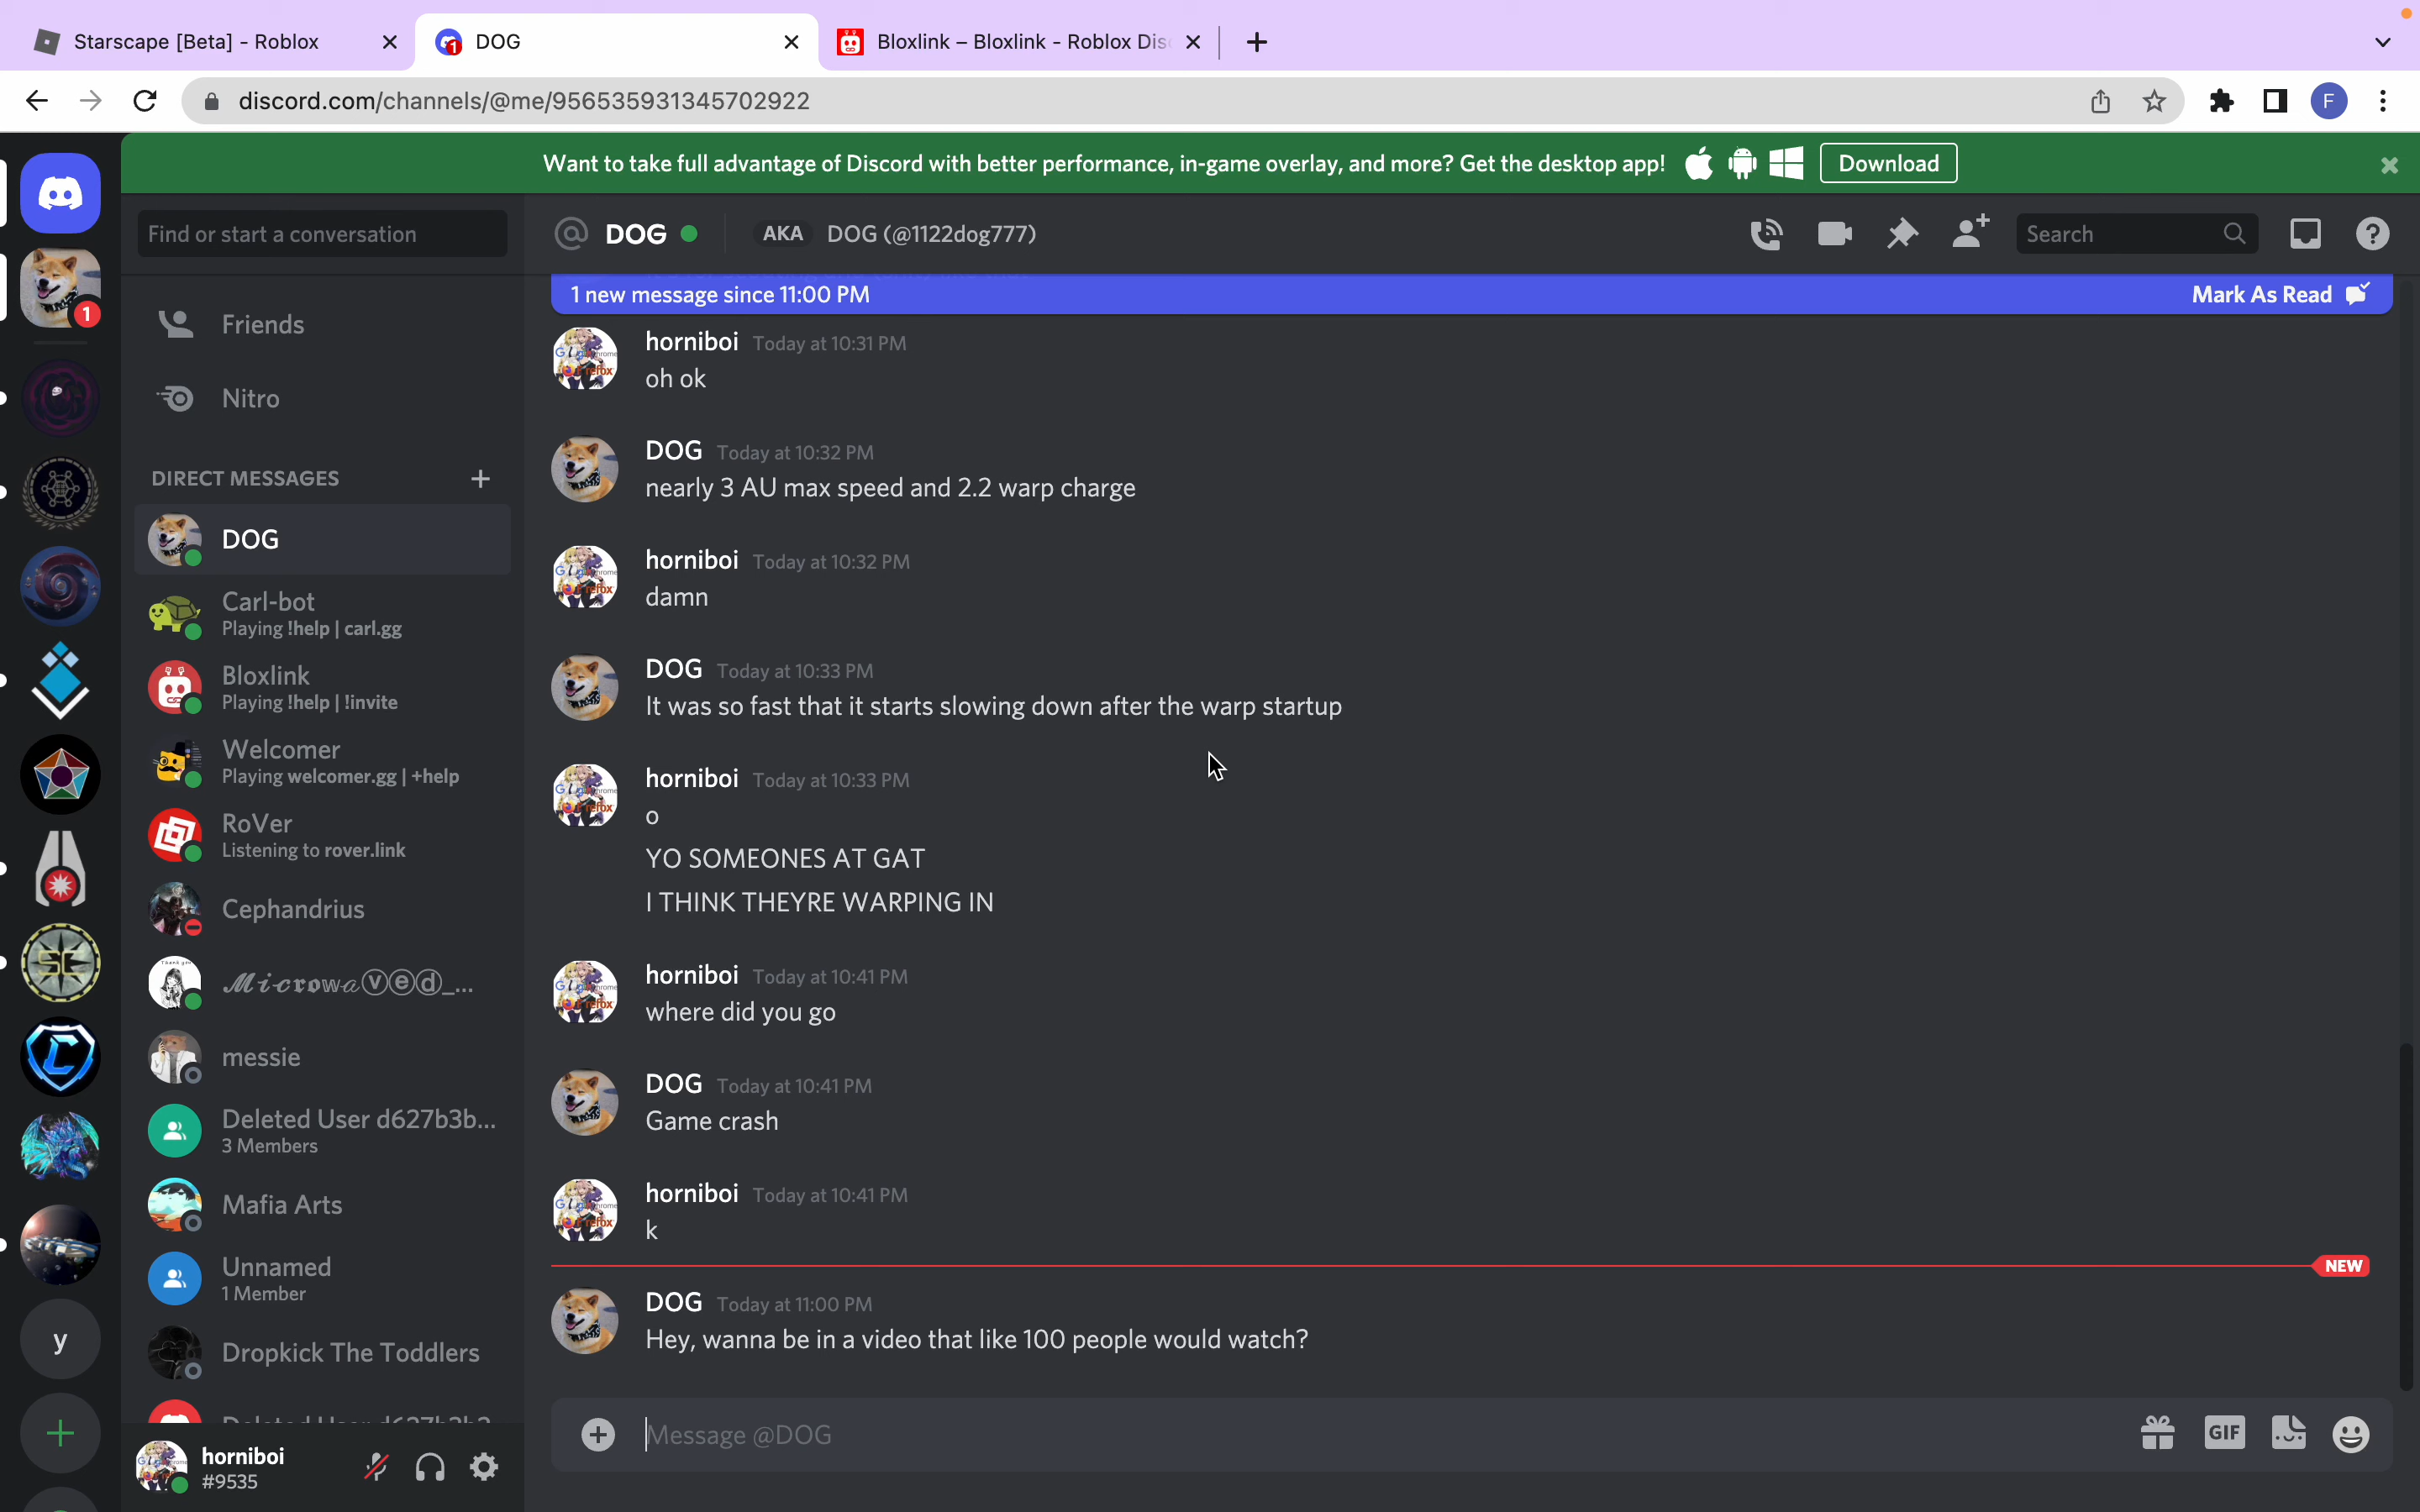 Starscape [Beta] - Roblox
DOG
Bloxlink – Bloxlink - Roblox Dis
discord.com/channels/@me/956535931345702922
F
Want to take full advantage of Discord with better performance, in-game overlay, and more? Get the desktop app!
Download
Find or start a conversation
DOG
AKA
DOG (@1122dog777)
Search
1 new message since 11:00 PM
Mark As Read
1
Friends
Nitro
DIRECT MESSAGES
DOG
Carl-bot
Playing !help | carl.gg
Bloxlink
Playing !help | !invite
Welcomer
Playing welcomer.gg | +help
RoVer
Listening to rover.link
Cephandrius
𝓜𝓲𝓬𝓻𝓸𝔀𝓪ⓥⓔⓓ_...
messie
Deleted User d627b3b...
3 Members
Mafia Arts
Unnamed
1 Member
Dropkick The Toddlers
y
horniboi
#9535
horniboi Today at 10:31 PM
oh ok
DOG Today at 10:32 PM
nearly 3 AU max speed and 2.2 warp charge
horniboi Today at 10:32 PM
damn
DOG Today at 10:33 PM
It was so fast that it starts slowing down after the warp startup
horniboi Today at 10:33 PM
o
YO SOMEONES AT GAT
I THINK THEYRE WARPING IN
horniboi Today at 10:41 PM
where did you go
DOG Today at 10:41 PM
Game crash
horniboi Today at 10:41 PM
k
NEW
DOG Today at 11:00 PM
Hey, wanna be in a video that like 100 people would watch?
Message @DOG
GIF